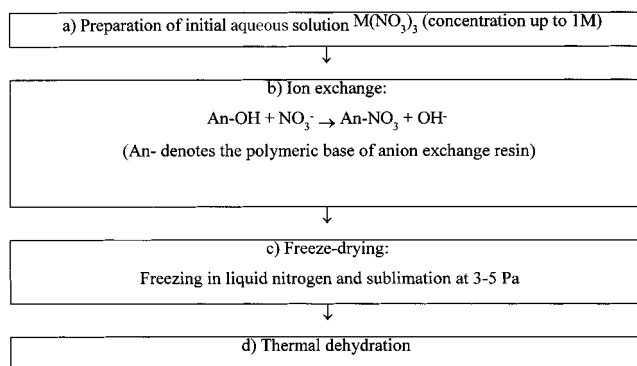 a) Preparation of initial aqueous solution M(NO₃)₃ (concentration up to 1M)
↓
b) Ion exchange:
An-OH + NO₃⁻ → An-NO₃ + OH⁻
(An- denotes the polymeric base of anion exchange resin)
↓
c) Freeze-drying:
Freezing in liquid nitrogen and sublimation at 3-5 Pa
↓
d) Thermal dehydration